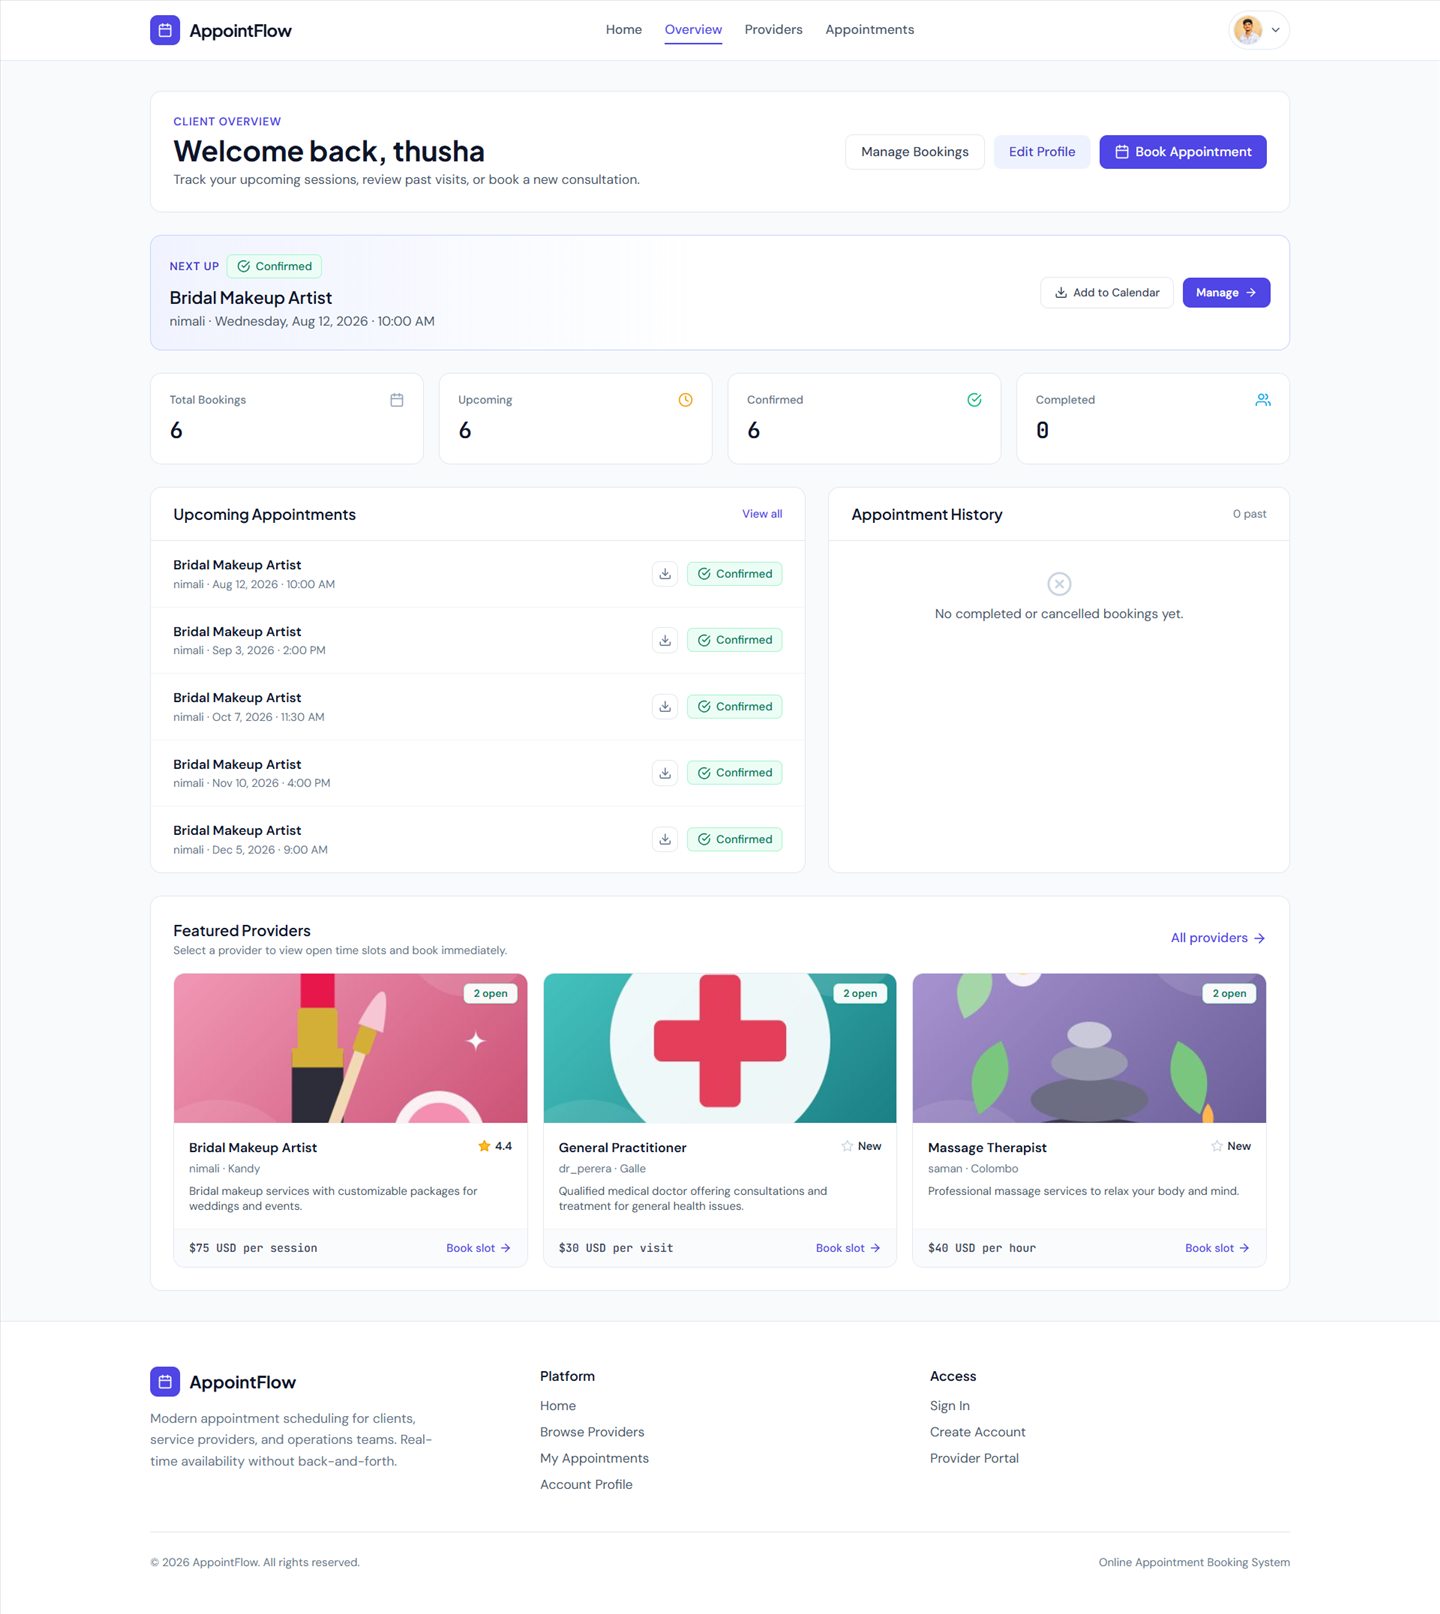 AppointFlow
Home Overview Providers Appointments
CLIENT OVERVIEW
Welcome back, thusha
Track your upcoming sessions, review past visits, or book a new consultation.
Manage Bookings Edit Profile Book Appointment
NEXT UP Confirmed
Bridal Makeup Artist
nimali · Wednesday, Aug 12, 2026 · 10:00 AM
Add to Calendar Manage →
Total Bookings
6
Upcoming
6
Confirmed
6
Completed
0
Upcoming Appointments View all
Bridal Makeup Artist
nimali · Aug 12, 2026 · 10:00 AM
Confirmed
Bridal Makeup Artist
nimali · Sep 3, 2026 · 2:00 PM
Confirmed
Bridal Makeup Artist
nimali · Oct 7, 2026 · 11:30 AM
Confirmed
Bridal Makeup Artist
nimali · Nov 10, 2026 · 4:00 PM
Confirmed
Bridal Makeup Artist
nimali · Dec 5, 2026 · 9:00 AM
Confirmed
Appointment History 0 past
No completed or cancelled bookings yet.
Featured Providers
Select a provider to view open time slots and book immediately.
All providers →
2 open
Bridal Makeup Artist 4.4
nimali · Kandy
Bridal makeup services with customizable packages for
weddings and events.
$75 USD per session Book slot →
2 open
General Practitioner New
dr_perera · Galle
Qualified medical doctor offering consultations and
treatment for general health issues.
$30 USD per visit Book slot →
2 open
Massage Therapist New
saman · Colombo
Professional massage services to relax your body and mind.
$40 USD per hour Book slot →
AppointFlow
Modern appointment scheduling for clients,
service providers, and operations teams. Real-
time availability without back-and-forth.
Platform
Home
Browse Providers
My Appointments
Account Profile
Access
Sign In
Create Account
Provider Portal
© 2026 AppointFlow. All rights reserved.
Online Appointment Booking System